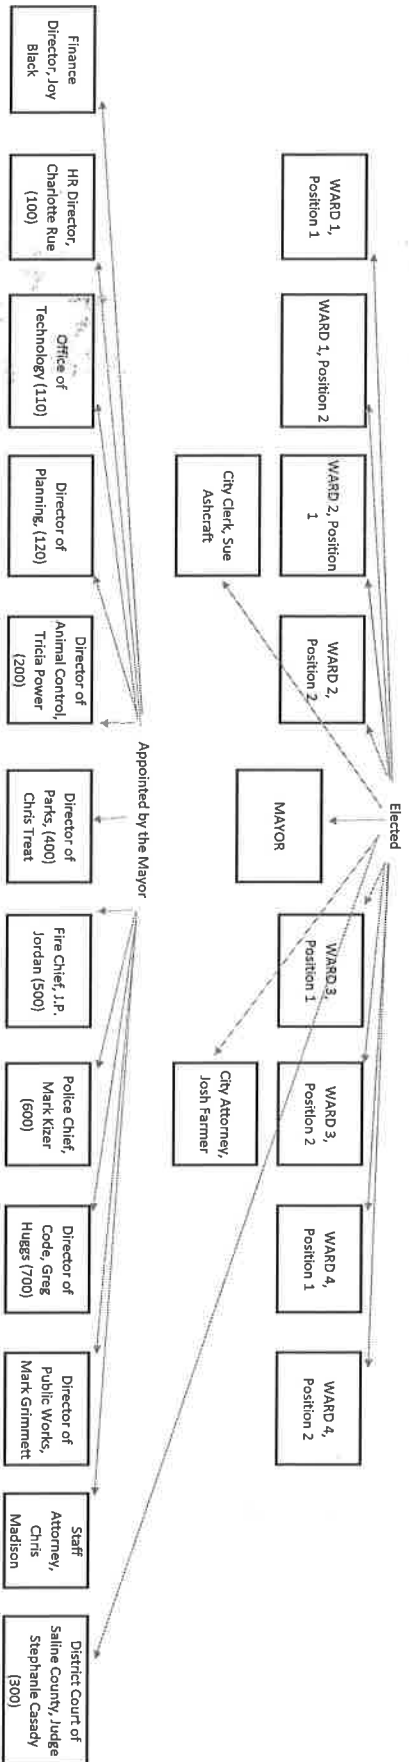 Elected
WARD 1,
Position 1
WARD 1, Position 2
WARD 2, Position
1
WARD 2,
Position 2
MAYOR
WARD 3,
Position 1
WARD 3,
Position 2
WARD 4,
Position 1
WARD 4,
Position 2
City Clerk, Sue
Ashcraft
City Attorney,
Josh Farmer
Appointed by the Mayor
Finance
Director, Joy
Black
HR Director,
Charlotte Rue
(100)
Office of
Technology (110)
Director of
Planning, (120)
Director of
Animal Control,
Tricia Power
(200)
Director of
Parks, (400)
Chris Treat
Fire Chief, J.P.
Jordan (500)
Police Chief,
Mark Kizer
(600)
Director of
Code, Greg
Huggs (700)
Director of
Public Works,
Mark Grimmett
Staff
Attorney,
Chris
Madison
District Court of
Saline County, Judge
Stephanie Casady
(300)